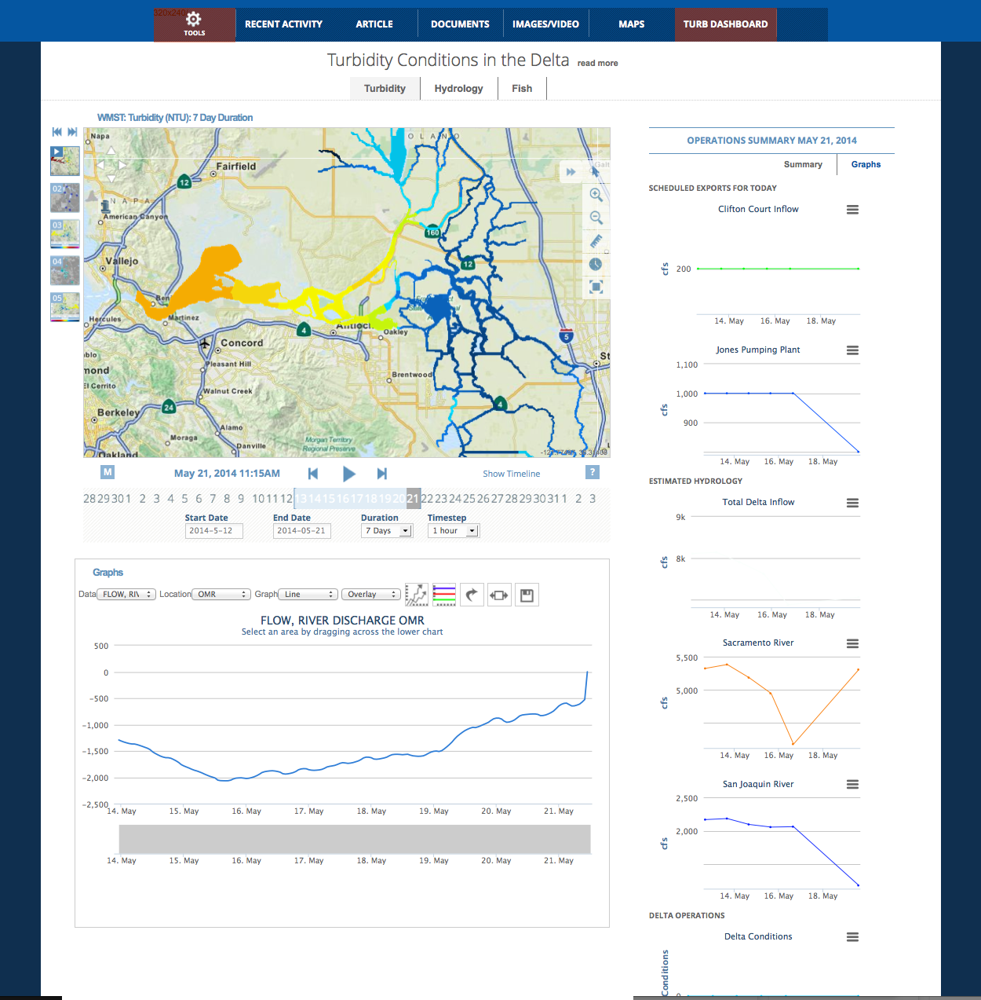 320x240
TOOLS
RECENT ACTIVITY
ARTICLE
DOCUMENTS
IMAGES/VIDEO
MAPS
TURB DASHBOARD
Turbidity Conditions in the Delta read more
Turbidity
Hydrology
Fish
WMST: Turbidity (NTU): 7 Day Duration
02
03
04
05
Napa
OLANO
Fairfield
12
NAPA
American Canyon
160
12
Vallejo
Ben
Martinez
Hercules
4
Antioc
Oakley
5
St
Concord
ablo
Pleasant Hill
mond
El Cerrito
Brentwood
Walnut Creek
24
4
Berkeley
Alamo
Moraga
Danville
Morgan Territory
Regional Preserve
Oakland
M
May 21, 2014 11:15AM
Show Timeline
?
28 29 30 1 2 3 4 5 6 7 8 9 10 11 12 13 14 15 16 17 18 19 20 21 22 23 24 25 26 27 28 29 30 31 1 2 3
Start Date
End Date
Duration
Timestep
2014-5-12
2014-05-21
7 Days
1 hour
Graphs
Data FLOW, RIV
Location OMR
Graph Line
Overlay
FLOW, RIVER DISCHARGE OMR
Select an area by dragging across the lower chart
500
0
−500
−1,000
−1,500
−2,000
−2,500
14. May 15. May 16. May 17. May 18. May 19. May 20. May 21. May
14. May 15. May 16. May 17. May 18. May 19. May 20. May 21. May
OPERATIONS SUMMARY MAY 21, 2014
Summary
Graphs
SCHEDULED EXPORTS FOR TODAY
Clifton Court Inflow
cfs
200
14. May 16. May 18. May
Jones Pumping Plant
cfs
1,100
1,000
900
14. May 16. May 18. May
ESTIMATED HYDROLOGY
Total Delta Inflow
cfs
9k
8k
14. May 16. May 18. May
Sacramento River
cfs
5,500
5,000
14. May 16. May 18. May
San Joaquin River
cfs
2,500
2,000
14. May 16. May 18. May
DELTA OPERATIONS
Delta Conditions
Conditions
0